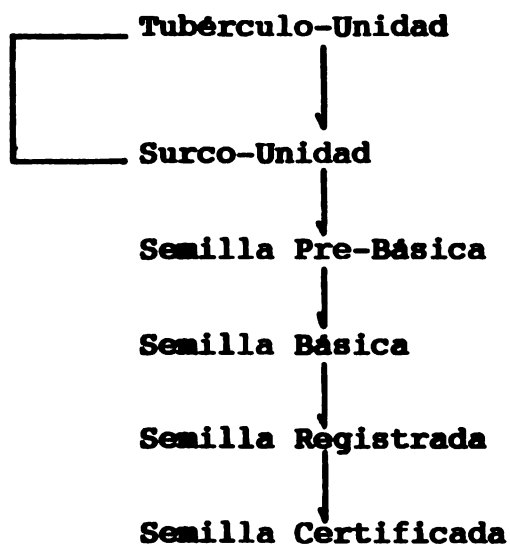 Tubérculo-Unidad
Surco-Unidad
Semilla Pre-Básica
Semilla Básica
Semilla Registrada
Semilla Certificada